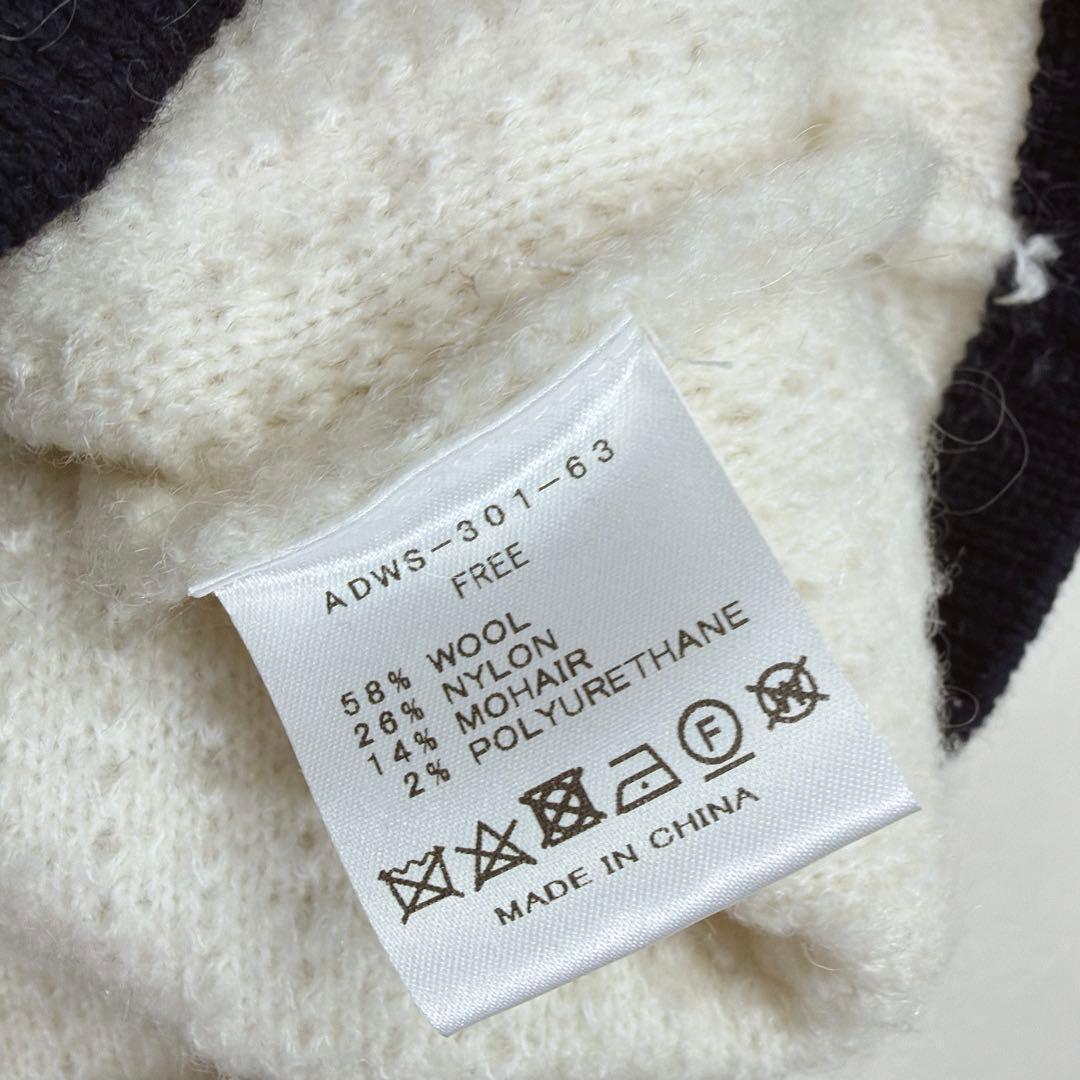 ADWS-301-63
FREE
58% WOOL
26% NYLON
14% MOHAIR
2% POLYURETHANE
F W
MADE IN CHINA